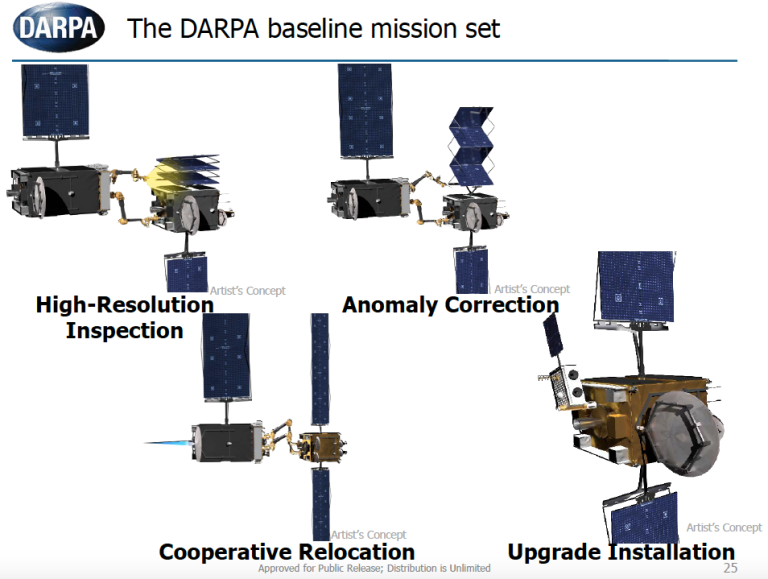 DARPA
The DARPA baseline mission set
Artist's Concept
High-Resolution
Inspection
Artist's Concept
Anomaly Correction
Artist's Concept
Cooperative Relocation
Artist's Concept
Upgrade Installation
Approved for Public Release; Distribution is Unlimited
25